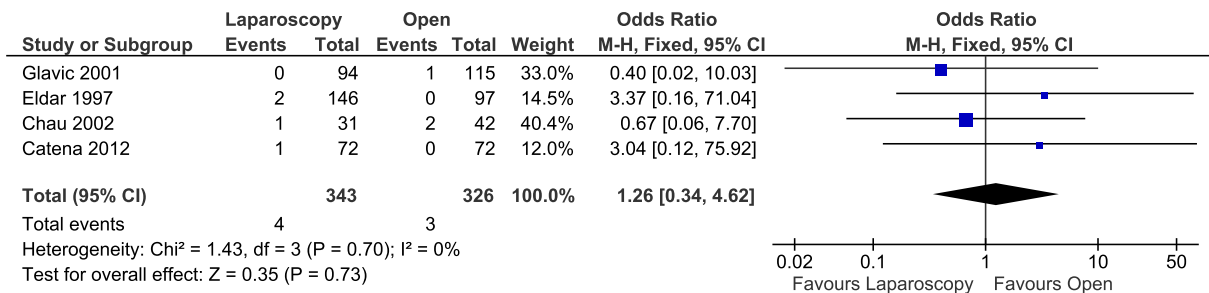 Laparoscopy Open Odds Ratio Odds Ratio
Study or Subgroup Events Total Events Total Weight M-H, Fixed, 95% CI M-H, Fixed, 95% CI
Glavic 2001 0 94 1 115 33.0% 0.40 [0.02, 10.03]
Eldar 1997 2 146 0 97 14.5% 3.37 [0.16, 71.04]
Chau 2002 1 31 2 42 40.4% 0.67 [0.06, 7.70]
Catena 2012 1 72 0 72 12.0% 3.04 [0.12, 75.92]
Total (95% CI) 343 326 100.0% 1.26 [0.34, 4.62]
Total events 4 3
Heterogeneity: Chi² = 1.43, df = 3 (P = 0.70); I² = 0%
Test for overall effect: Z = 0.35 (P = 0.73)
0.02 0.1 1 10 50
Favours Laparoscopy Favours Open